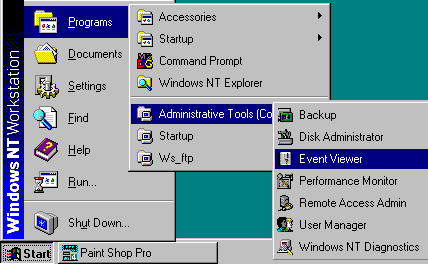 Windows NT Workstation
Programs
Documents
Settings
Find
Help
Run...
Shut Down...
Accessories
Startup
Command Prompt
Windows NT Explorer
Administrative Tools (Co
Startup
Ws_ftp
Backup
Disk Administrator
Event Viewer
Performance Monitor
Remote Access Admin
User Manager
Windows NT Diagnostics
Start
Paint Shop Pro